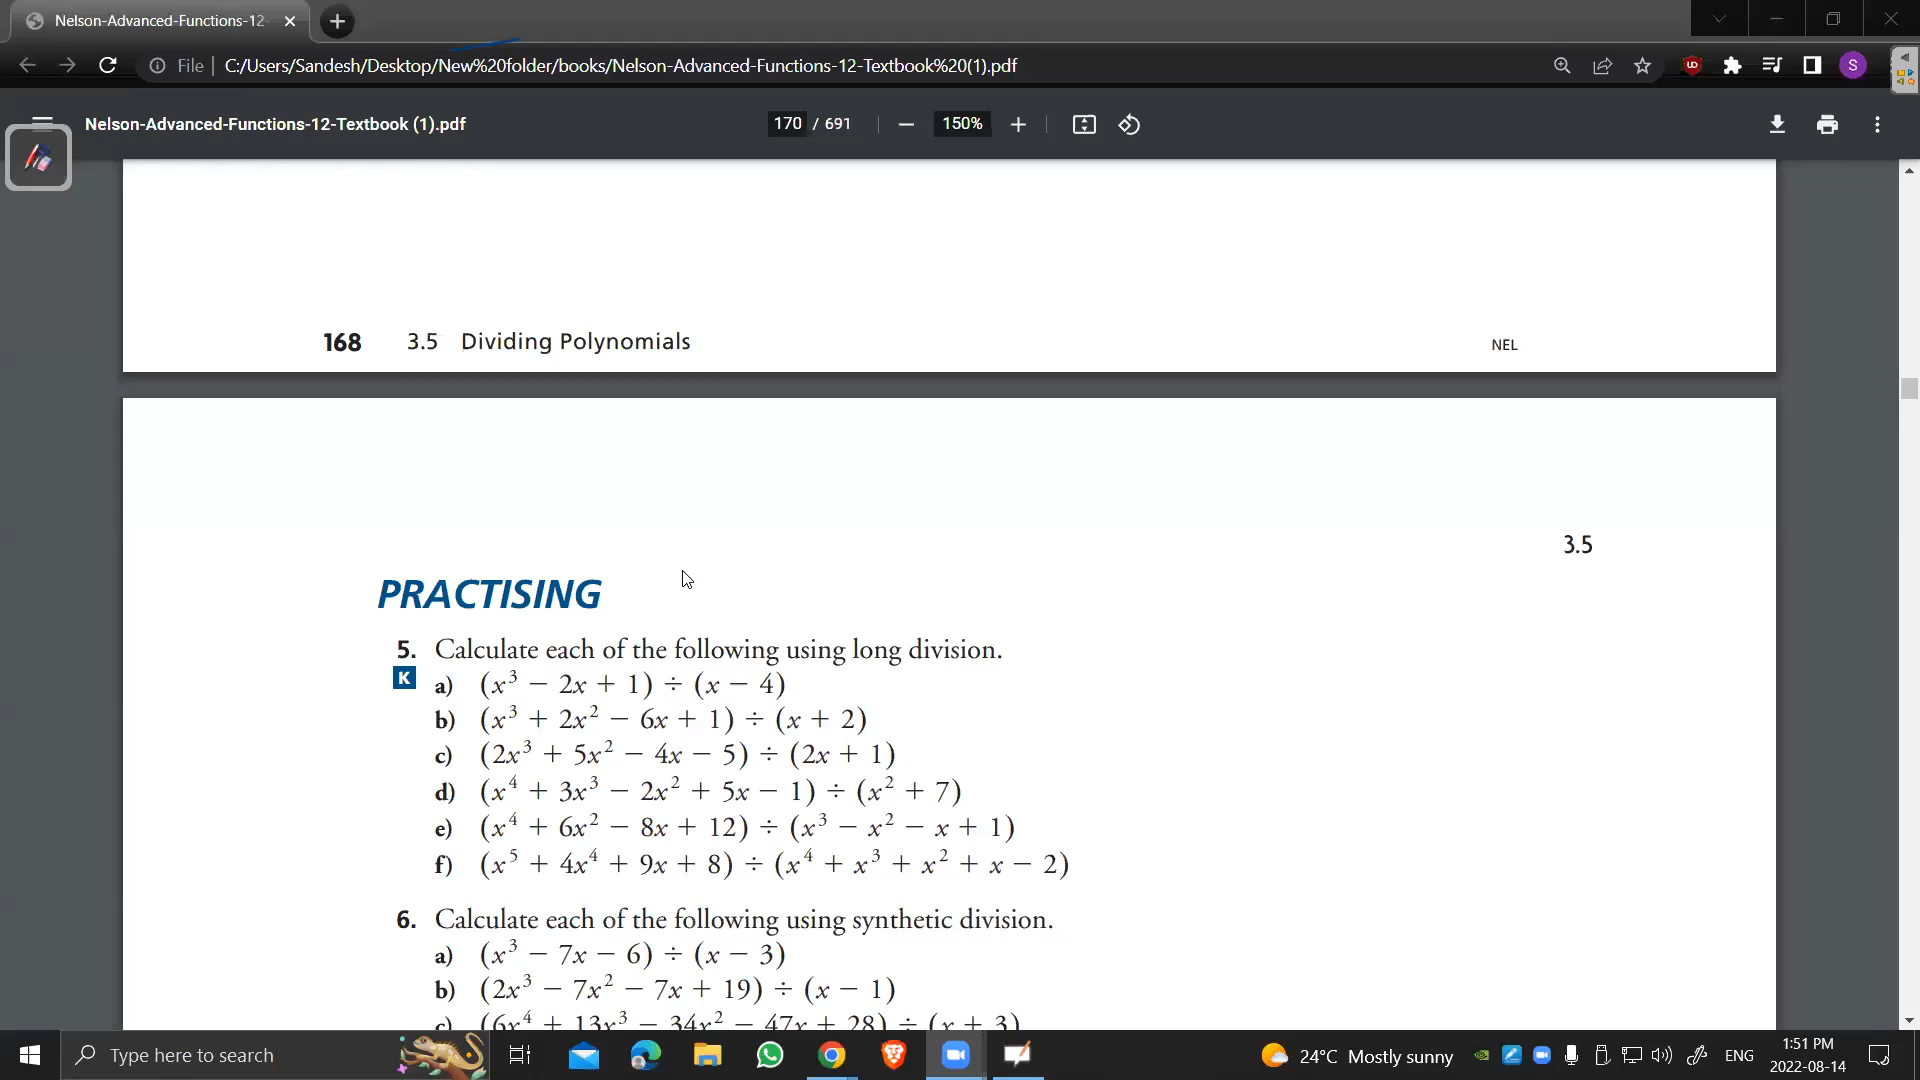 Nelson-Advanced-Functions-12-
File
C:/Users/Sandesh/Desktop/New%20folder/books/Nelson-Advanced-Functions-12-Textbook%20(1).pdf
S
Nelson-Advanced-Functions-12-Textbook (1).pdf
170 / 691
150%
168 3.5 Dividing Polynomials
NEL
3.5
PRACTISING
5. Calculate each of the following using long division.
K
a) (x³ − 2x + 1) ÷ (x − 4)
b) (x³ + 2x² − 6x + 1) ÷ (x + 2)
c) (2x³ + 5x² − 4x − 5) ÷ (2x + 1)
d) (x⁴ + 3x³ − 2x² + 5x − 1) ÷ (x² + 7)
e) (x⁴ + 6x² − 8x + 12) ÷ (x³ − x² − x + 1)
f) (x⁵ + 4x⁴ + 9x + 8) ÷ (x⁴ + x³ + x² + x − 2)
6. Calculate each of the following using synthetic division.
a) (x³ − 7x − 6) ÷ (x − 3)
b) (2x³ − 7x² − 7x + 19) ÷ (x − 1)
c) (6x⁴ + 13x³ − 34x² − 47x + 28) ÷ (x + 3)
Type here to search
24°C Mostly sunny
ENG
1:51 PM
2022-08-14